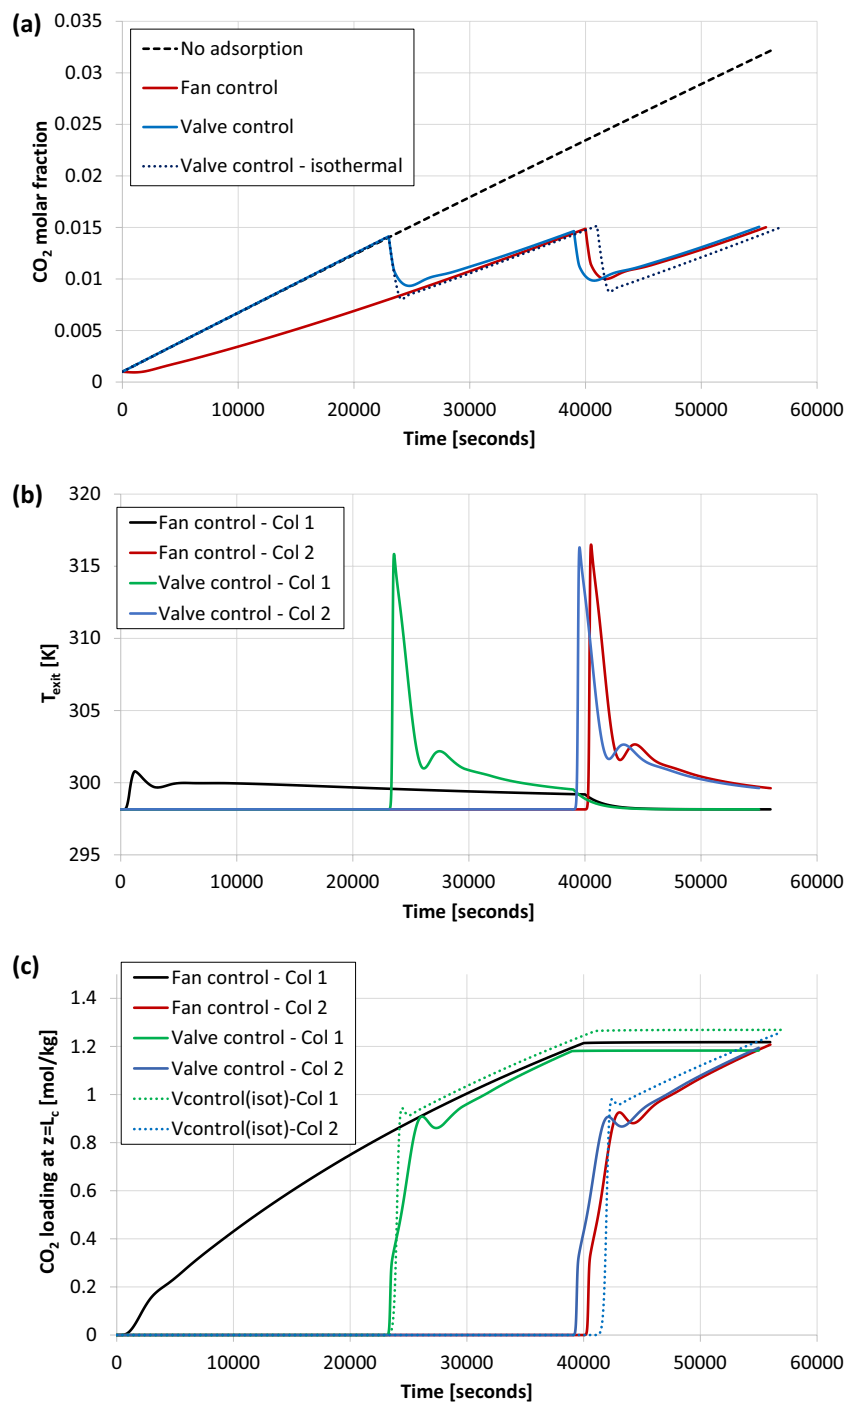 (a)
0.035
0.03
0.025
0.02
0.015
0.01
0.005
0
CO2 molar fraction
No adsorption
Fan control
Valve control
Valve control - isothermal
0 10000 20000 30000 40000 50000 60000
Time [seconds]
(b)
320
315
310
305
300
295
Texit [K]
Fan control - Col 1
Fan control - Col 2
Valve control - Col 1
Valve control - Col 2
0 10000 20000 30000 40000 50000 60000
Time [seconds]
(c)
1.4
1.2
1
0.8
0.6
0.4
0.2
0
CO2 loading at z=Lc [mol/kg]
Fan control - Col 1
Fan control - Col 2
Valve control - Col 1
Valve control - Col 2
Vcontrol(isot)-Col 1
Vcontrol(isot)-Col 2
0 10000 20000 30000 40000 50000 60000
Time [seconds]